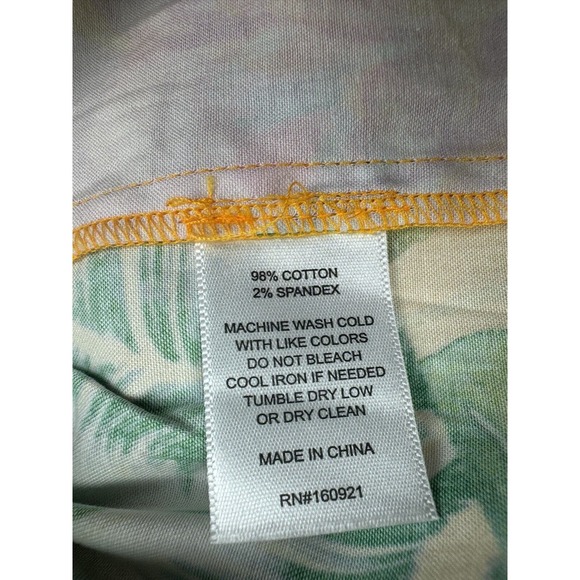 98% COTTON
2% SPANDEX
MACHINE WASH COLD
WITH LIKE COLORS
DO NOT BLEACH
COOL IRON IF NEEDED
TUMBLE DRY LOW
OR DRY CLEAN
MADE IN CHINA
RN#160921